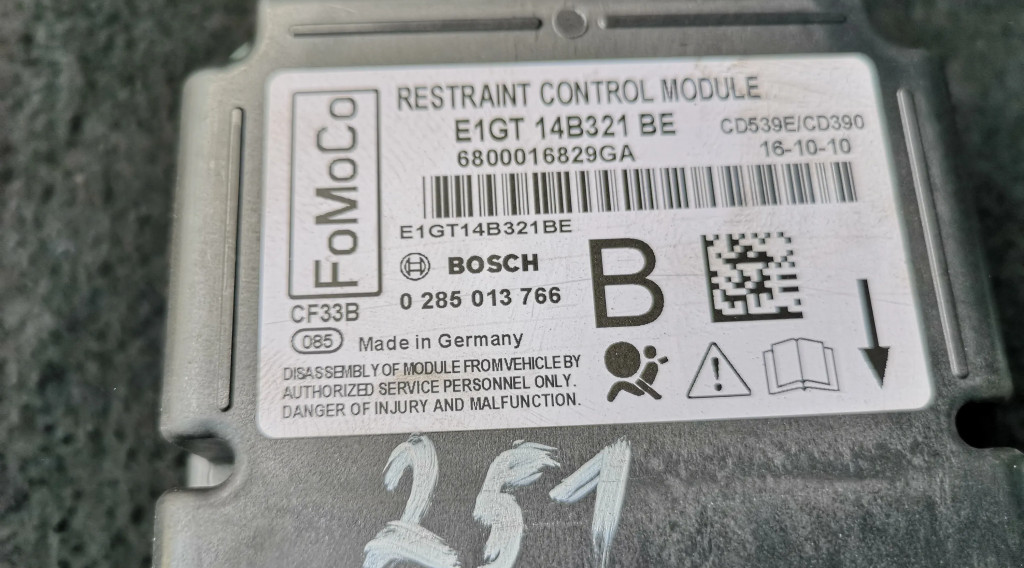 FoMoCo
RESTRAINT CONTROL MODULE
E1GT 14B321 BE
CD539E/CD390
6800016829GA
16-10-10
E1GT14B321BE
BOSCH
B
0 285 013 766
CF33B
085
Made in Germany
DISASSEMBLY OF MODULE FROM VEHICLE BY
AUTHORIZED SERVICE PERSONNEL ONLY.
DANGER OF INJURY AND MALFUNCTION.
251